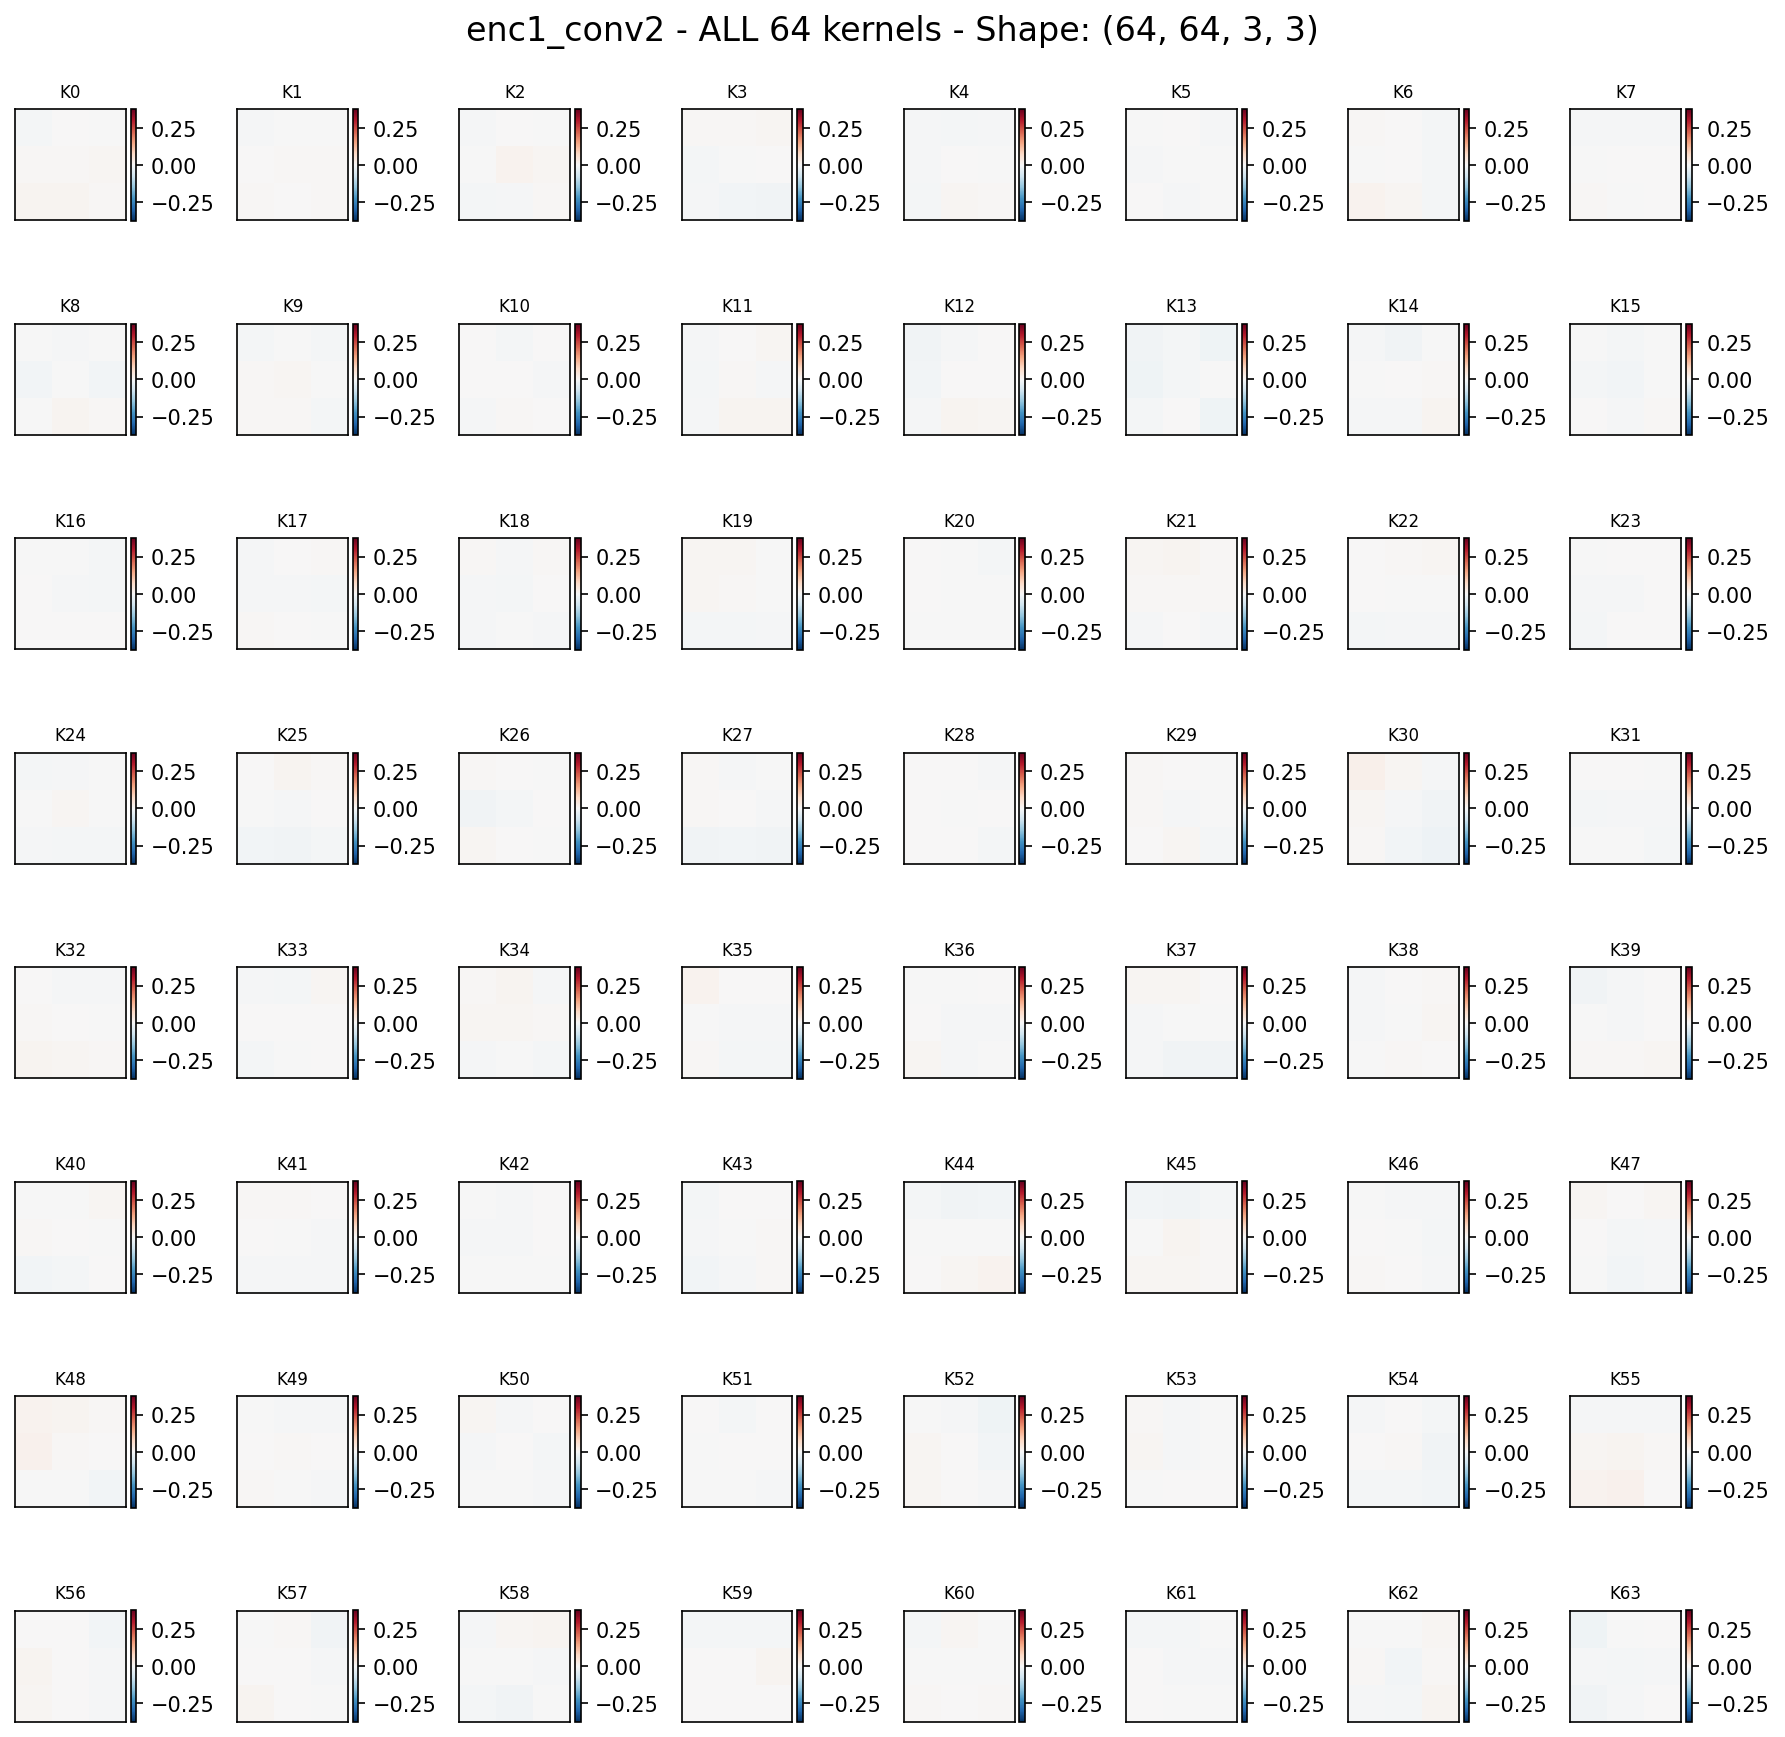 enc1_conv2 - ALL 64 kernels - Shape: (64, 64, 3, 3)
K0 K1 K2 K3 K4 K5 K6 K7
0.25 0.25 0.25 0.25 0.25 0.25 0.25 0.25
0.00 0.00 0.00 0.00 0.00 0.00 0.00 0.00
−0.25 −0.25 −0.25 −0.25 −0.25 −0.25 −0.25 −0.25
K8 K9 K10 K11 K12 K13 K14 K15
0.25 0.25 0.25 0.25 0.25 0.25 0.25 0.25
0.00 0.00 0.00 0.00 0.00 0.00 0.00 0.00
−0.25 −0.25 −0.25 −0.25 −0.25 −0.25 −0.25 −0.25
K16 K17 K18 K19 K20 K21 K22 K23
0.25 0.25 0.25 0.25 0.25 0.25 0.25 0.25
0.00 0.00 0.00 0.00 0.00 0.00 0.00 0.00
−0.25 −0.25 −0.25 −0.25 −0.25 −0.25 −0.25 −0.25
K24 K25 K26 K27 K28 K29 K30 K31
0.25 0.25 0.25 0.25 0.25 0.25 0.25 0.25
0.00 0.00 0.00 0.00 0.00 0.00 0.00 0.00
−0.25 −0.25 −0.25 −0.25 −0.25 −0.25 −0.25 −0.25
K32 K33 K34 K35 K36 K37 K38 K39
0.25 0.25 0.25 0.25 0.25 0.25 0.25 0.25
0.00 0.00 0.00 0.00 0.00 0.00 0.00 0.00
−0.25 −0.25 −0.25 −0.25 −0.25 −0.25 −0.25 −0.25
K40 K41 K42 K43 K44 K45 K46 K47
0.25 0.25 0.25 0.25 0.25 0.25 0.25 0.25
0.00 0.00 0.00 0.00 0.00 0.00 0.00 0.00
−0.25 −0.25 −0.25 −0.25 −0.25 −0.25 −0.25 −0.25
K48 K49 K50 K51 K52 K53 K54 K55
0.25 0.25 0.25 0.25 0.25 0.25 0.25 0.25
0.00 0.00 0.00 0.00 0.00 0.00 0.00 0.00
−0.25 −0.25 −0.25 −0.25 −0.25 −0.25 −0.25 −0.25
K56 K57 K58 K59 K60 K61 K62 K63
0.25 0.25 0.25 0.25 0.25 0.25 0.25 0.25
0.00 0.00 0.00 0.00 0.00 0.00 0.00 0.00
−0.25 −0.25 −0.25 −0.25 −0.25 −0.25 −0.25 −0.25